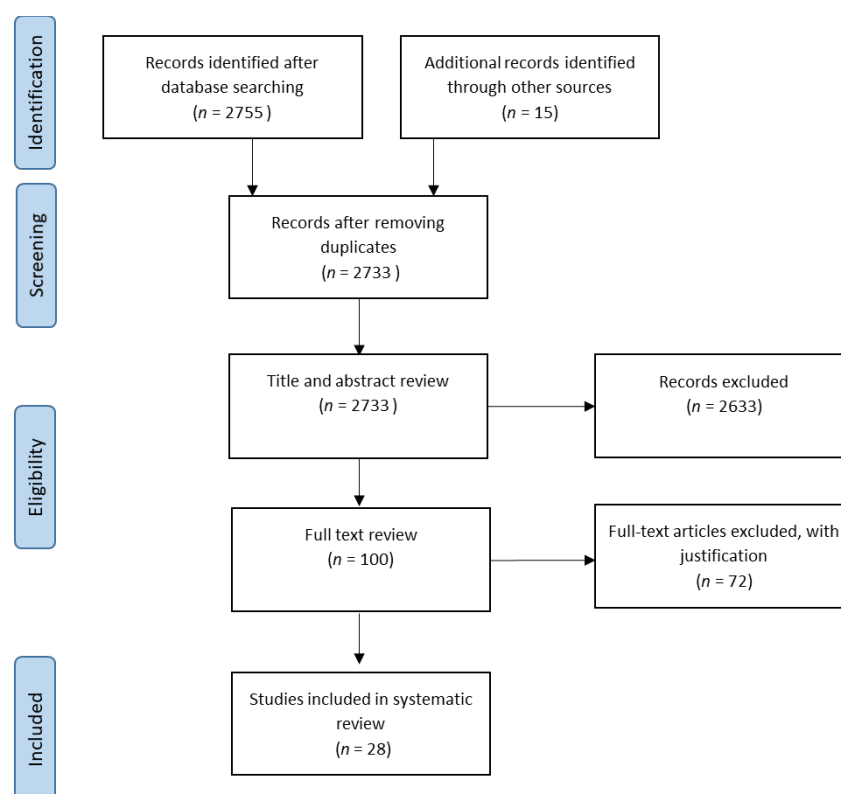 Identification
Records identified after
database searching
(n = 2755 )
Additional records identified
through other sources
(n = 15)
Screening
Records after removing
duplicates
(n = 2733 )
Eligibility
Title and abstract review
(n = 2733 )
Records excluded
(n = 2633)
Full text review
(n = 100)
Full-text articles excluded, with
justification
(n = 72)
Included
Studies included in systematic
review
(n = 28)